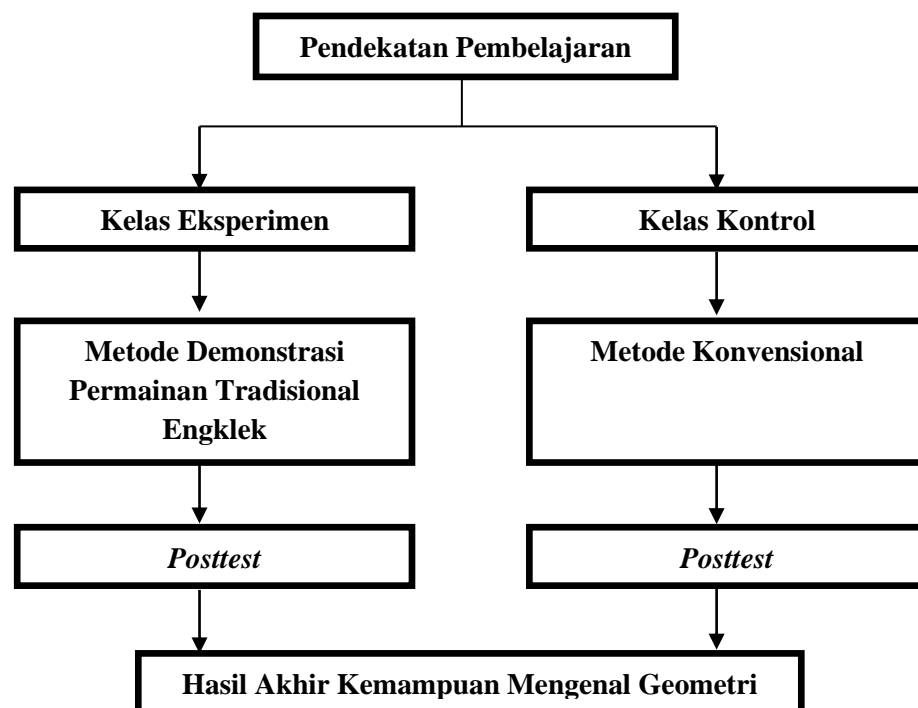 Pendekatan Pembelajaran
Kelas Eksperimen
Kelas Kontrol
Metode Demonstrasi
Permainan Tradisional
Engklek
Metode Konvensional
Posttest
Posttest
Hasil Akhir Kemampuan Mengenal Geometri